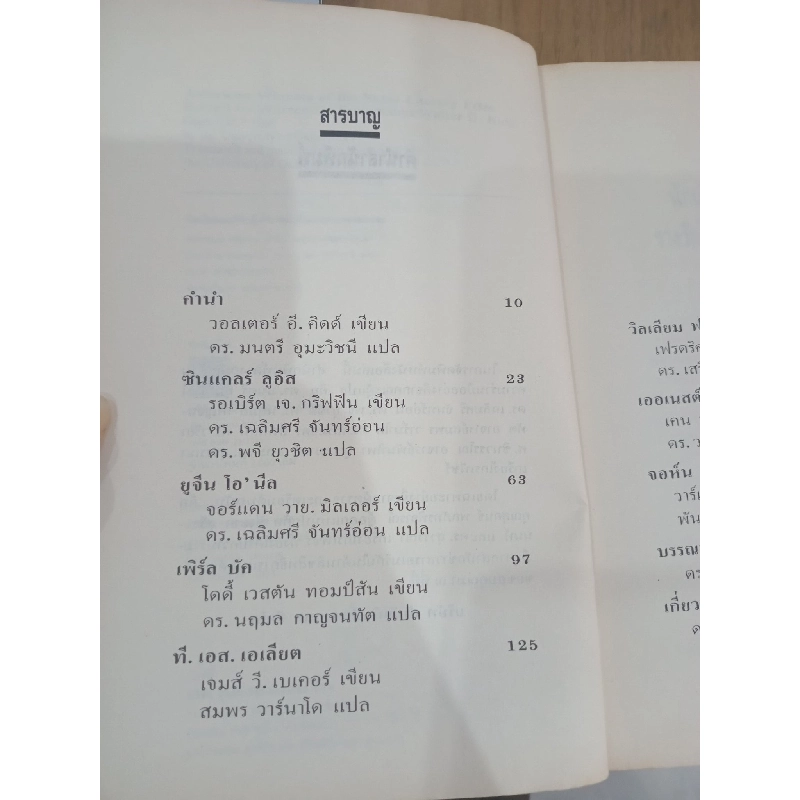 สารบาญ
คำนำ 10
วอลเตอร์ อี. คิดด์ เขียน
ดร. มนตรี อุมะวิชนี แปล
ซินแคลร์ ลูอิส 23
รอเบิร์ต เจ. กริฟฟิน เขียน
ดร. เฉลิมศรี จันทร์อ่อน
ดร. พจี ยุวชิต แปล
ยูจีน โอ'นีล 63
จอร์แดน วาย. มิลเลอร์ เขียน
ดร. เฉลิมศรี จันทร์อ่อน แปล
เพิร์ล บัค 97
โดดี้ เวสตัน ทอมป์สัน เขียน
ดร. นฤมล กาญจนทัต แปล
ที. เอส. เอเลียต 125
เจมส์ วี. เบเคอร์ เขียน
สมพร วาร์นาโด แปล
วิลเลียม
เฟรดริค
ดร. เสรี
เออเนสต์
เคน
ดร.
จอห์น
วาร์
พัน
บรรณ
ดร
เกี่ยว